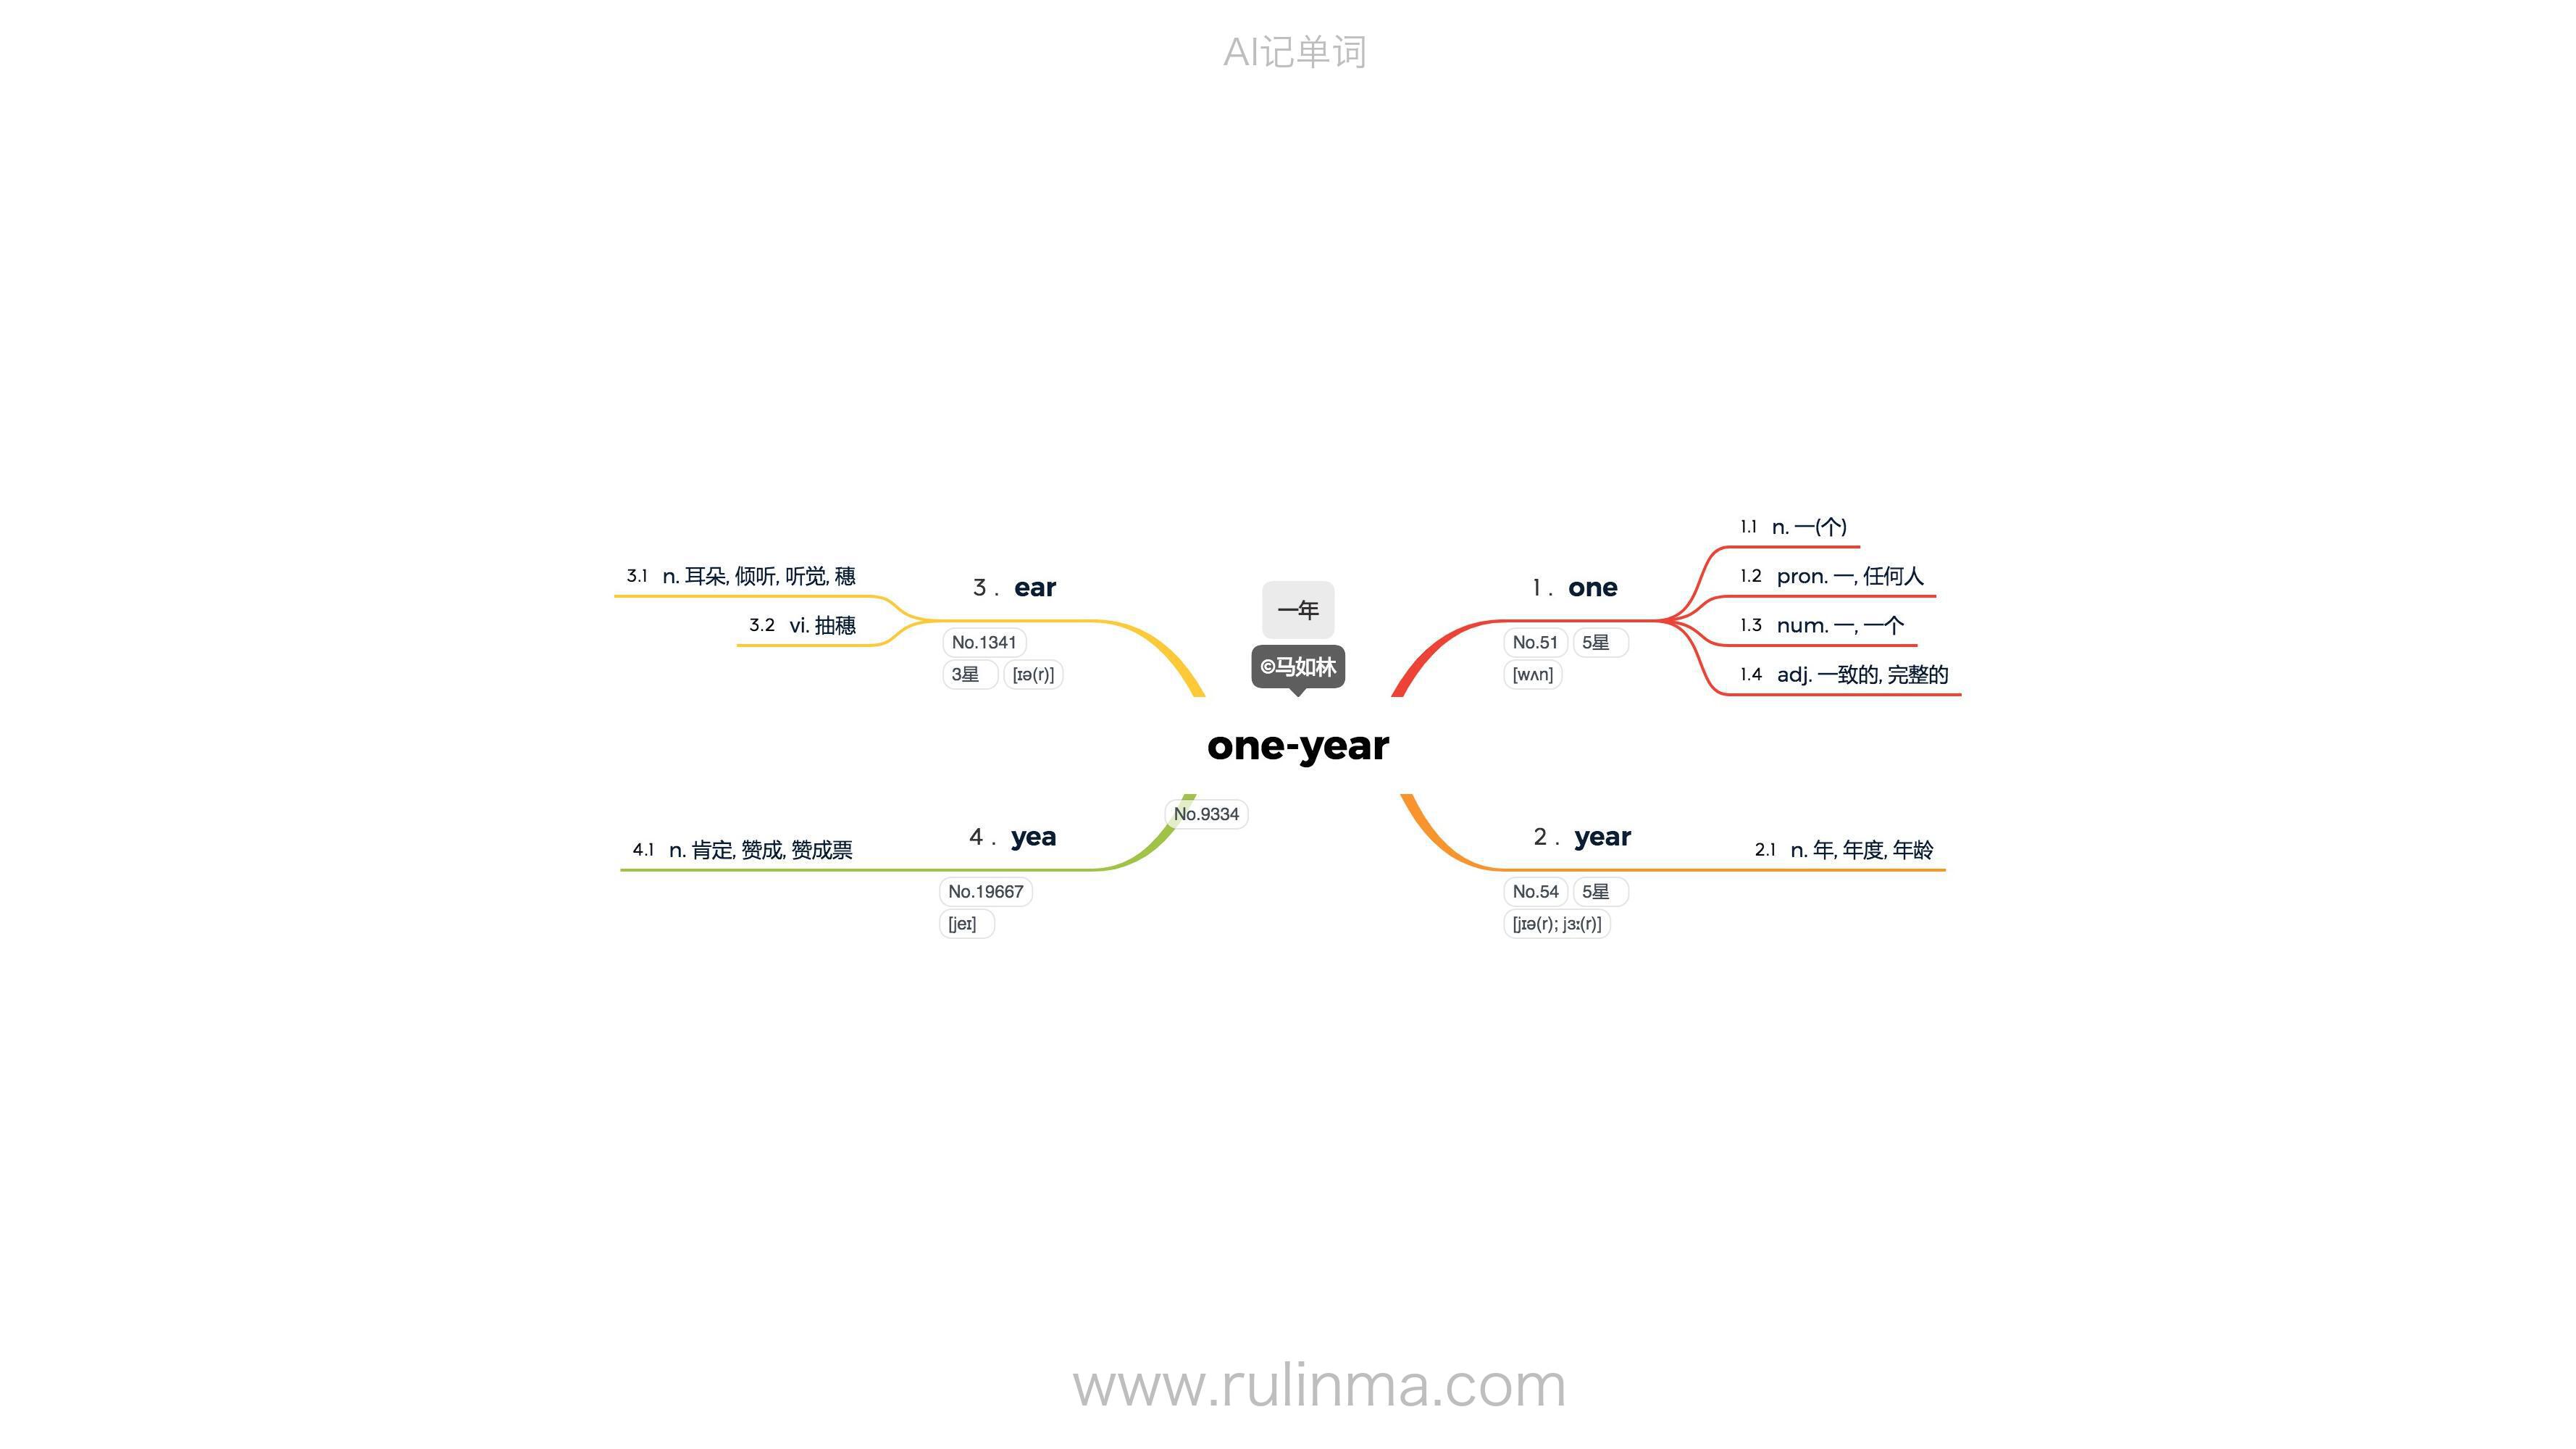 AI记单词
一年
©马如林
one-year
No.9334
1 . one
No.51 5星
[wʌn]
1.1 n. 一(个)
1.2 pron. 一, 任何人
1.3 num. 一, 一个
1.4 adj. 一致的, 完整的
2 . year
No.54 5星
[jɪə(r); jɜː(r)]
2.1 n. 年, 年度, 年龄
3 . ear
No.1341
3星 [ɪə(r)]
3.1 n. 耳朵, 倾听, 听觉, 穗
3.2 vi. 抽穗
4 . yea
No.19667
[jeɪ]
4.1 n. 肯定, 赞成, 赞成票
www.rulinma.com